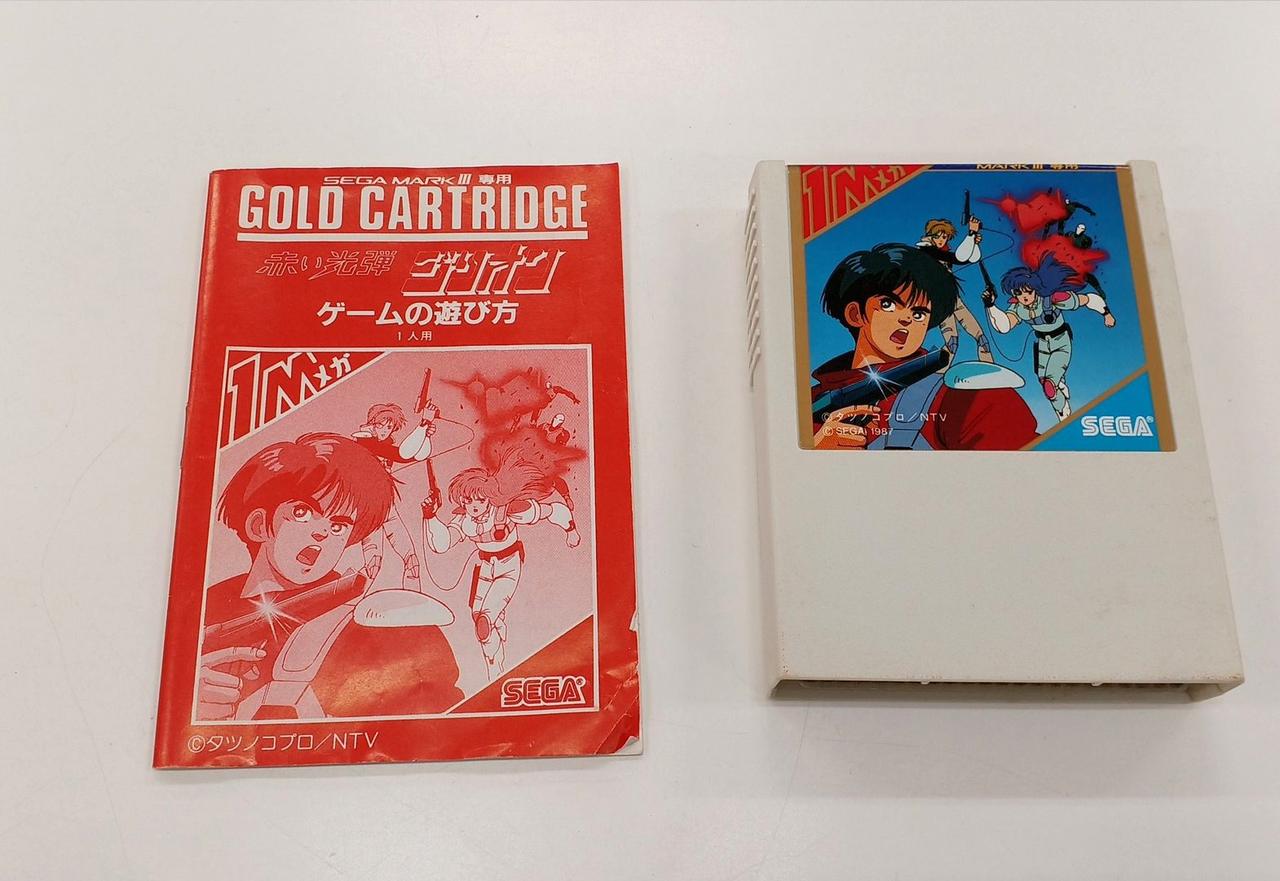 SEGA MARK III 専用
GOLD CARTRIDGE
赤い光弾 ジリオン
ゲームの遊び方
1人用
1Mメガ
SEGA®
©タツノコプロ/NTV
MARK III 専用
1Mメガ
©タツノコプロ/NTV
© SEGA 1987
SEGA®